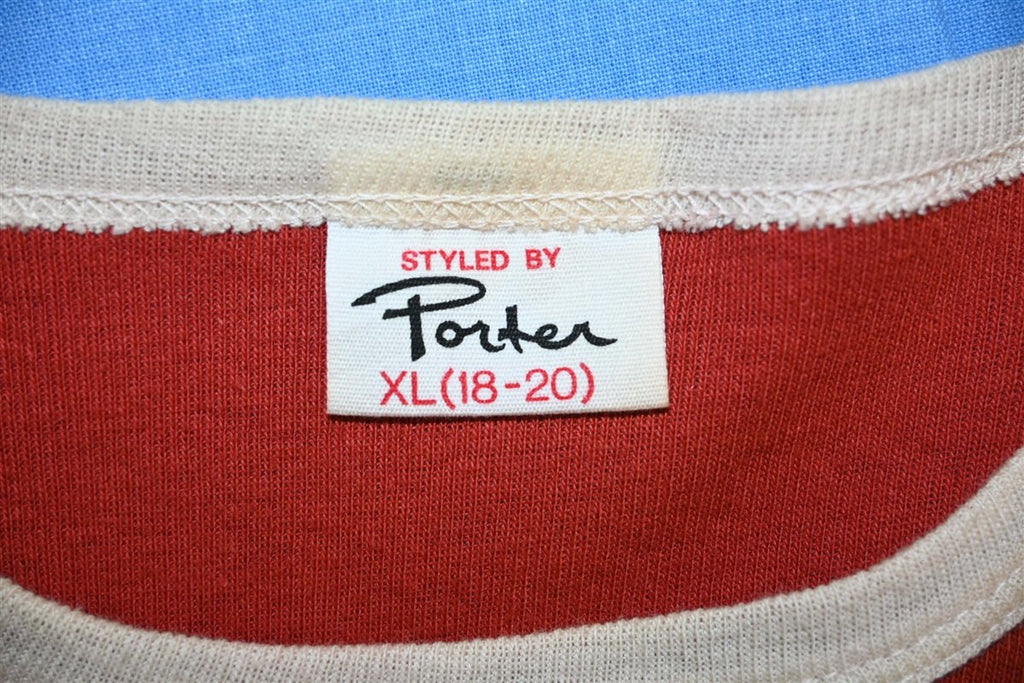 STYLED BY
Porter
XL(18-20)